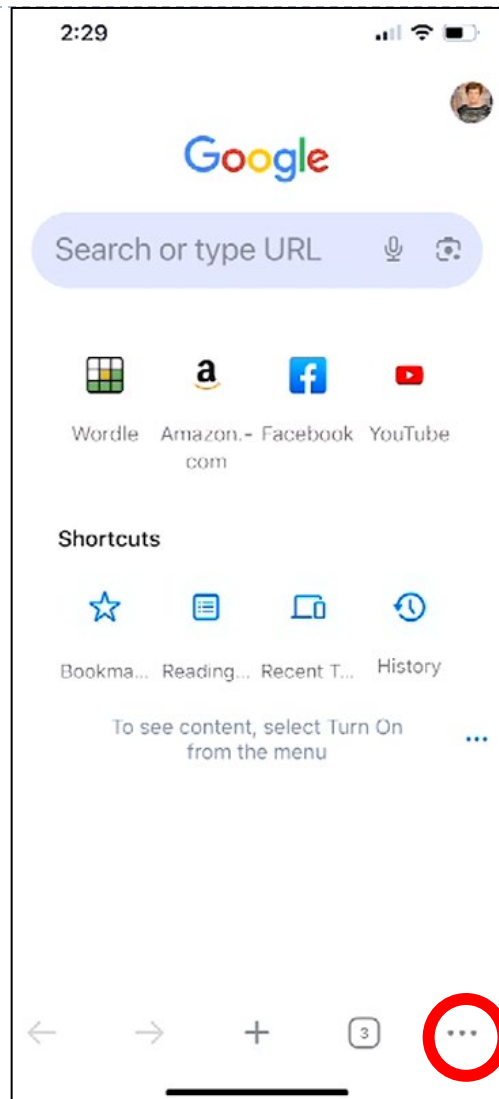 2:29
Google
Search or type URL
Wordle Amazon.- Facebook YouTube
com
Shortcuts
Bookma... Reading... Recent T... History
To see content, select Turn On
from the menu
3